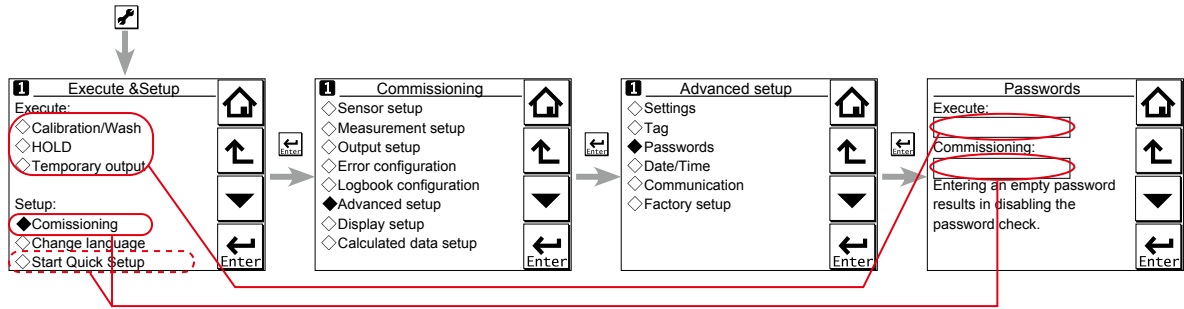 1 Execute &Setup
Execute:
Calibration/Wash
HOLD
Temporary output
Setup:
Comissioning
Change language
Start Quick Setup
Enter
Enter
1 Commissioning
Sensor setup
Measurement setup
Output setup
Error configuration
Logbook configuration
Advanced setup
Display setup
Calculated data setup
Enter
Enter
1 Advanced setup
Settings
Tag
Passwords
Date/Time
Communication
Factory setup
Enter
Enter
Passwords
Execute:
Commissioning:
Entering an empty password
results in disabling the
password check.
Enter